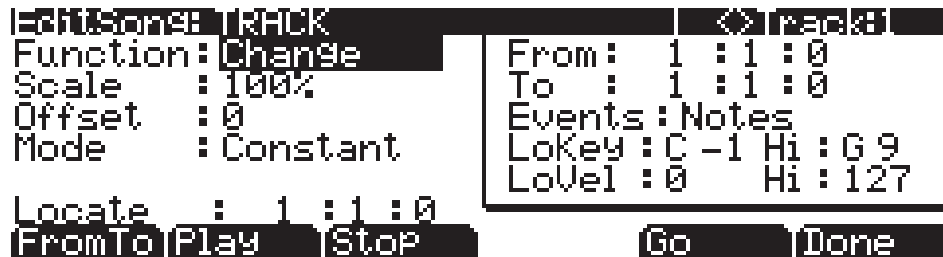 EditSong: TRACK <>Track:1
Function:Change
Scale :100%
Offset :0
Mode :Constant
Locate : 1 :1 :0
From: 1 :1 :0
To : 1 :1 :0
Events:Notes
LoKey:C -1 Hi:G 9
LoVel :0 Hi:127
FromTo Play Stop Go Done